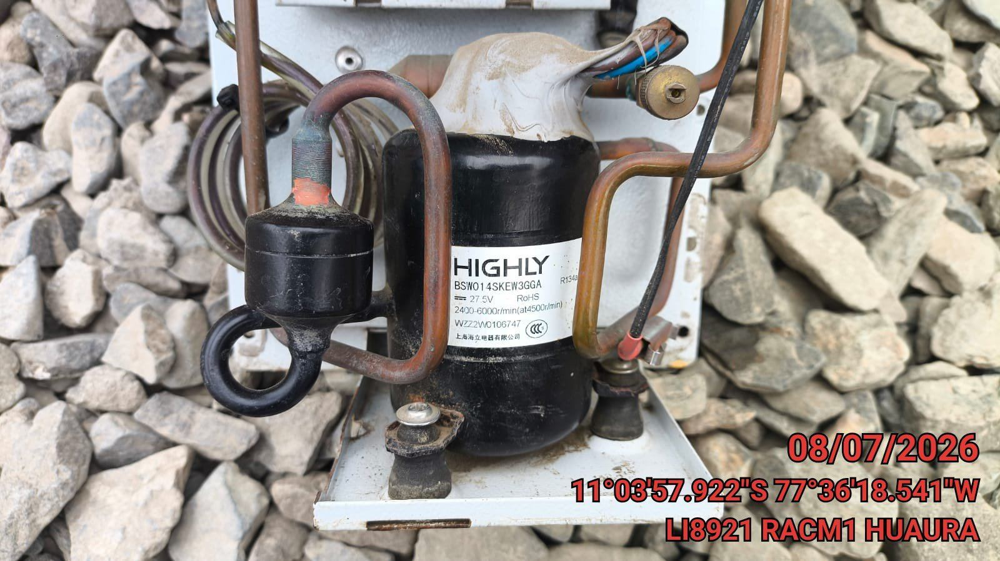 HIGHLY
BSW014SKEW3GGA R134a
⎓ 27.5V RoHS
2400-6000r/min(at4500r/min)
WZZ2W0106747
CCC S
上海海立电器有限公司
08/07/2026
11°03'57.922"S 77°36'18.541"W
LI8921 RACM1 HUAURA